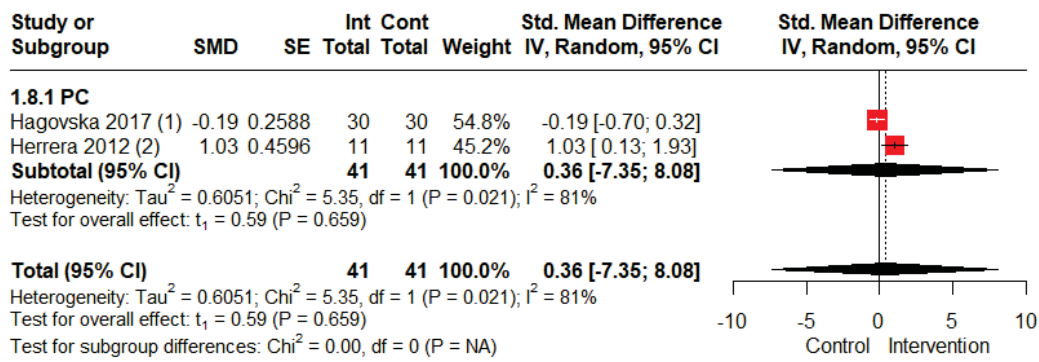 Study or Int Cont Std. Mean Difference Std. Mean Difference
Subgroup SMD SE Total Total Weight IV, Random, 95% CI IV, Random, 95% CI
1.8.1 PC
Hagovska 2017 (1) -0.19 0.2588 30 30 54.8% -0.19 [-0.70; 0.32]
Herrera 2012 (2) 1.03 0.4596 11 11 45.2% 1.03 [ 0.13; 1.93]
Subtotal (95% CI) 41 41 100.0% 0.36 [-7.35; 8.08]
Heterogeneity: Tau² = 0.6051; Chi² = 5.35, df = 1 (P = 0.021); I² = 81%
Test for overall effect: t₁ = 0.59 (P = 0.659)
Total (95% CI) 41 41 100.0% 0.36 [-7.35; 8.08]
Heterogeneity: Tau² = 0.6051; Chi² = 5.35, df = 1 (P = 0.021); I² = 81%
Test for overall effect: t₁ = 0.59 (P = 0.659)
Test for subgroup differences: Chi² = 0.00, df = 0 (P = NA)
-10 -5 0 5 10
Control Intervention